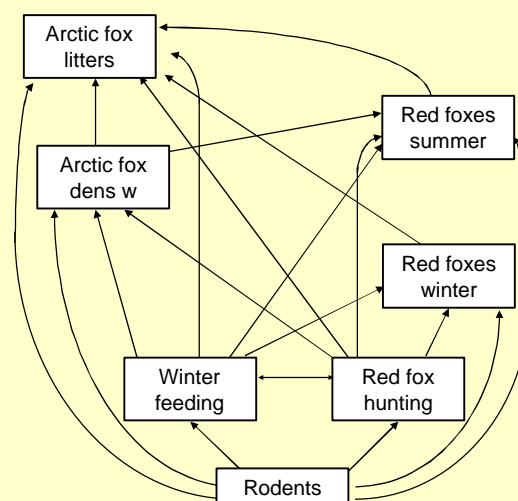 Arctic fox
litters
Red foxes
summer
Arctic fox
dens w
Red foxes
winter
Winter
feeding
Red fox
hunting
Rodents